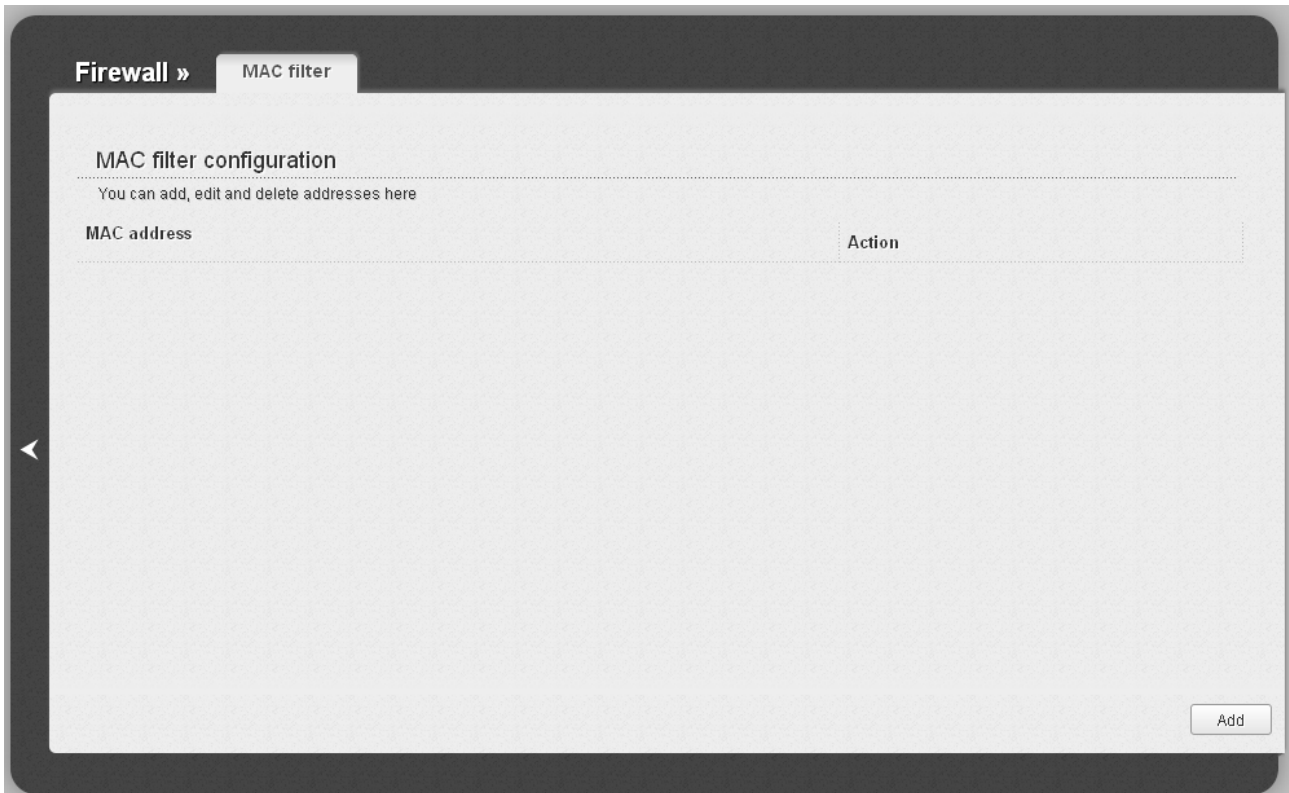 Firewall »
MAC filter
MAC filter configuration
You can add, edit and delete addresses here
MAC address
Action
Add